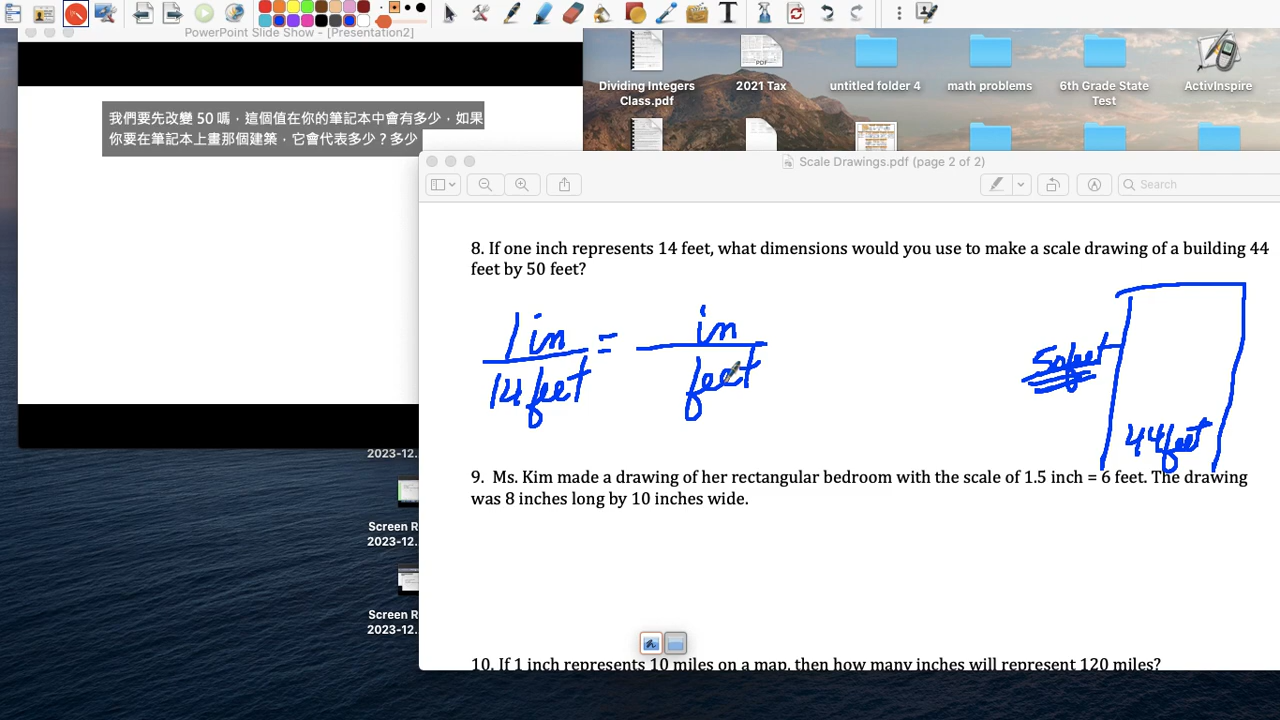 PowerPoint Slide Show - [Presentation2]
我們要先改變 50 嗎，這個值在你的筆記本中會有多少，如果
你要在筆記本上畫那個建築，它會代表多少？多少
Dividing Integers
Class.pdf
PDF
2021 Tax
untitled folder 4
math problems
6th Grade State
Test
ActivInspire
Scale Drawings.pdf (page 2 of 2)
Search
8. If one inch represents 14 feet, what dimensions would you use to make a scale drawing of a building 44
feet by 50 feet?
1 in = in
14 feet feet
50 feet
44 feet
9. Ms. Kim made a drawing of her rectangular bedroom with the scale of 1.5 inch = 6 feet. The drawing
was 8 inches long by 10 inches wide.
10. If 1 inch represents 10 miles on a map, then how many inches will represent 120 miles?
2023-12.
Screen R
2023-12.
Screen R
2023-12.